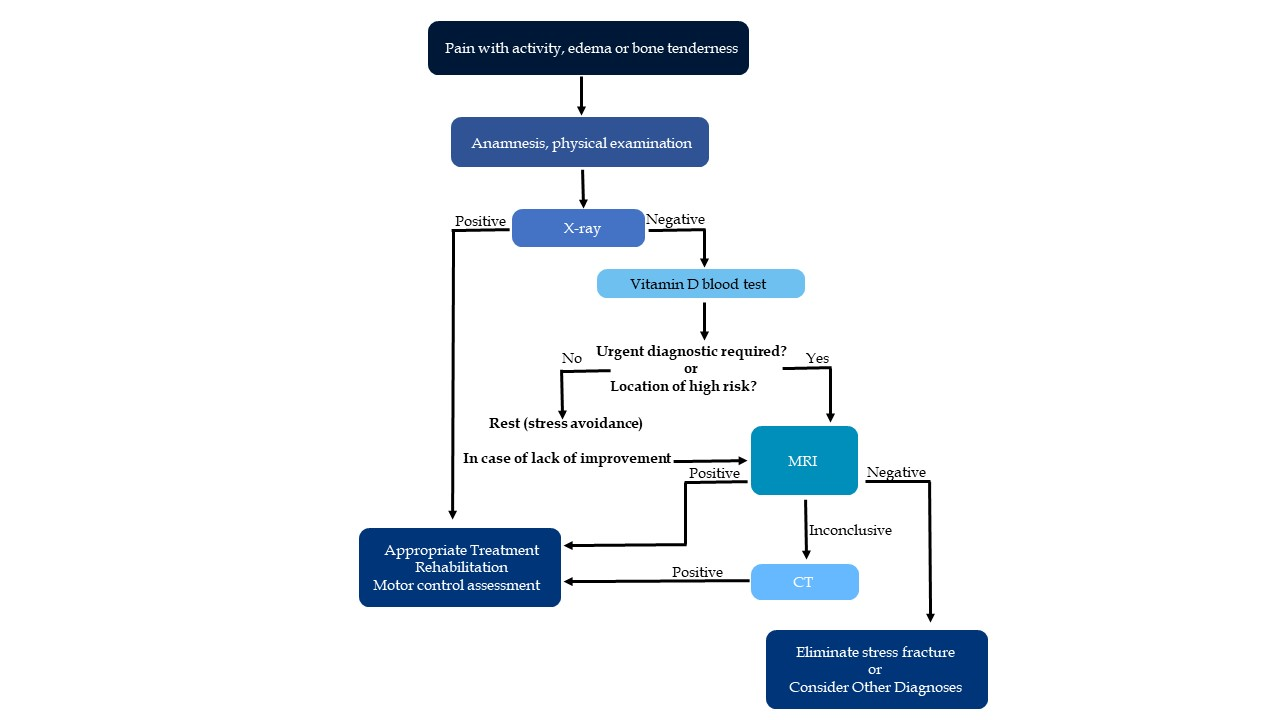 Pain with activity, edema or bone tenderness
Anamnesis, physical examination
Positive
X-ray
Negative
Vitamin D blood test
No
Urgent diagnostic required?
Yes
or
Location of high risk?
Rest (stress avoidance)
In case of lack of improvement
MRI
Positive
Negative
Inconclusive
Appropriate Treatment
Rehabilitation
Motor control assessment
Positive
CT
Eliminate stress fracture
or
Consider Other Diagnoses